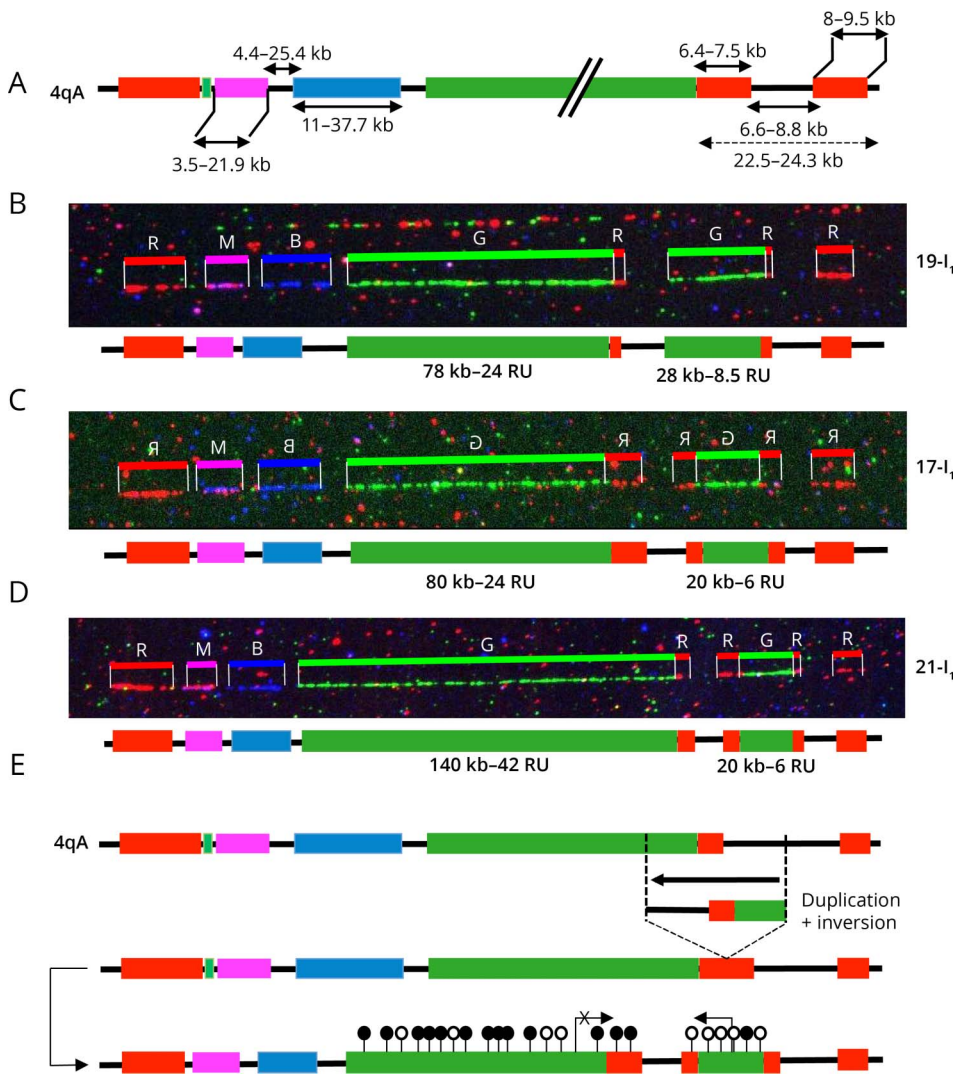 A
4qA
4.4–25.4 kb
11–37.7 kb
3.5–21.9 kb
6.4–7.5 kb
8–9.5 kb
6.6–8.8 kb
22.5–24.3 kb
B
R M B G R G R R
19-I₁
78 kb–24 RU 28 kb–8.5 RU
C
R M B G R R G R R
17-I₁
80 kb–24 RU 20 kb–6 RU
D
R M B G R R G R R
21-I₁
140 kb–42 RU 20 kb–6 RU
E
4qA
Duplication
+ inversion
X